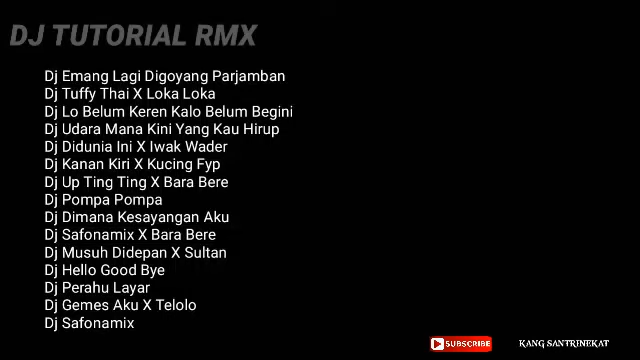 DJ TUTORIAL RMX
Dj Emang Lagi Digoyang Parjamban
Dj Tuffy Thai X Loka Loka
Dj Lo Belum Keren Kalo Belum Begini
Dj Udara Mana Kini Yang Kau Hirup
Dj Didunia Ini X Iwak Wader
Dj Kanan Kiri X Kucing Fyp
Dj Up Ting Ting X Bara Bere
Dj Pompa Pompa
Dj Dimana Kesayangan Aku
Dj Safonamix X Bara Bere
Dj Musuh Didepan X Sultan
Dj Hello Good Bye
Dj Perahu Layar
Dj Gemes Aku X Telolo
Dj Safonamix
SUBSCRIBE
KANG SANTRINEKAT